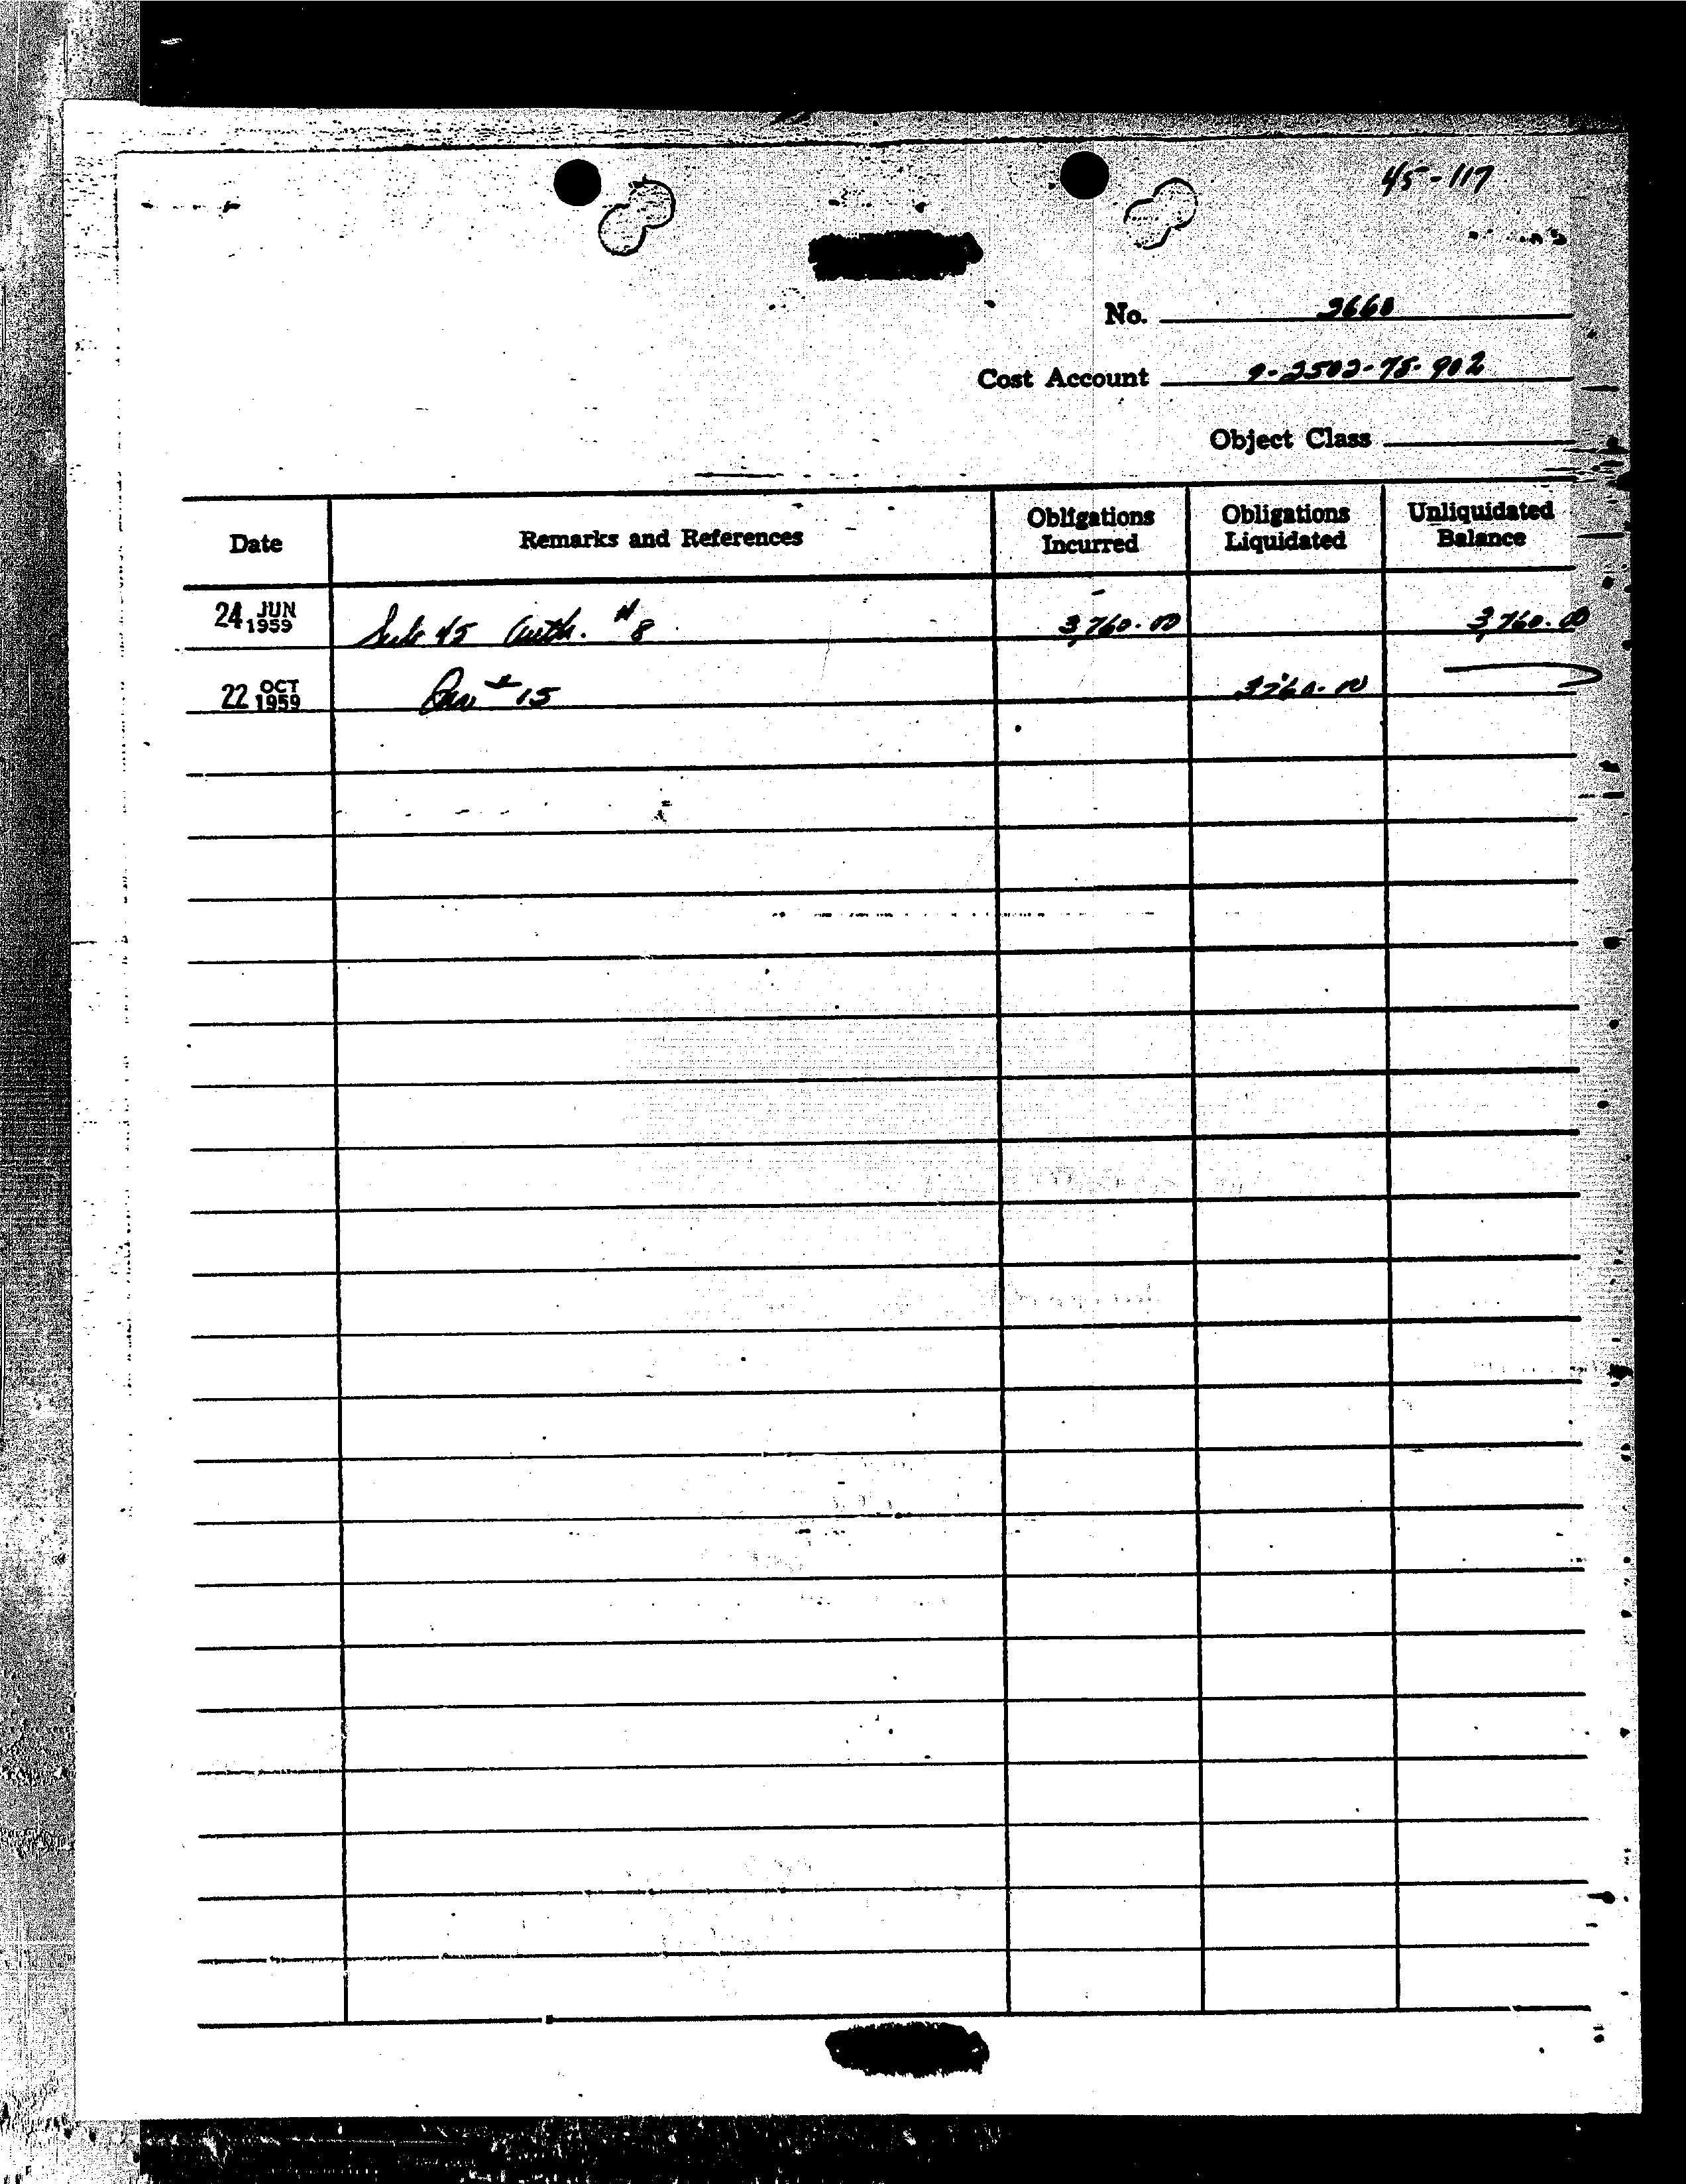 45-117
No. 3660
Cost Account 9-2502-75-902
Object Class
Date Remarks and References Obligations Incurred Obligations Liquidated Unliquidated Balance
24 JUN 1959 Sub 45 Auth. #8 3,760.00 3,760.00
22 OCT 1959 #15 3760.00